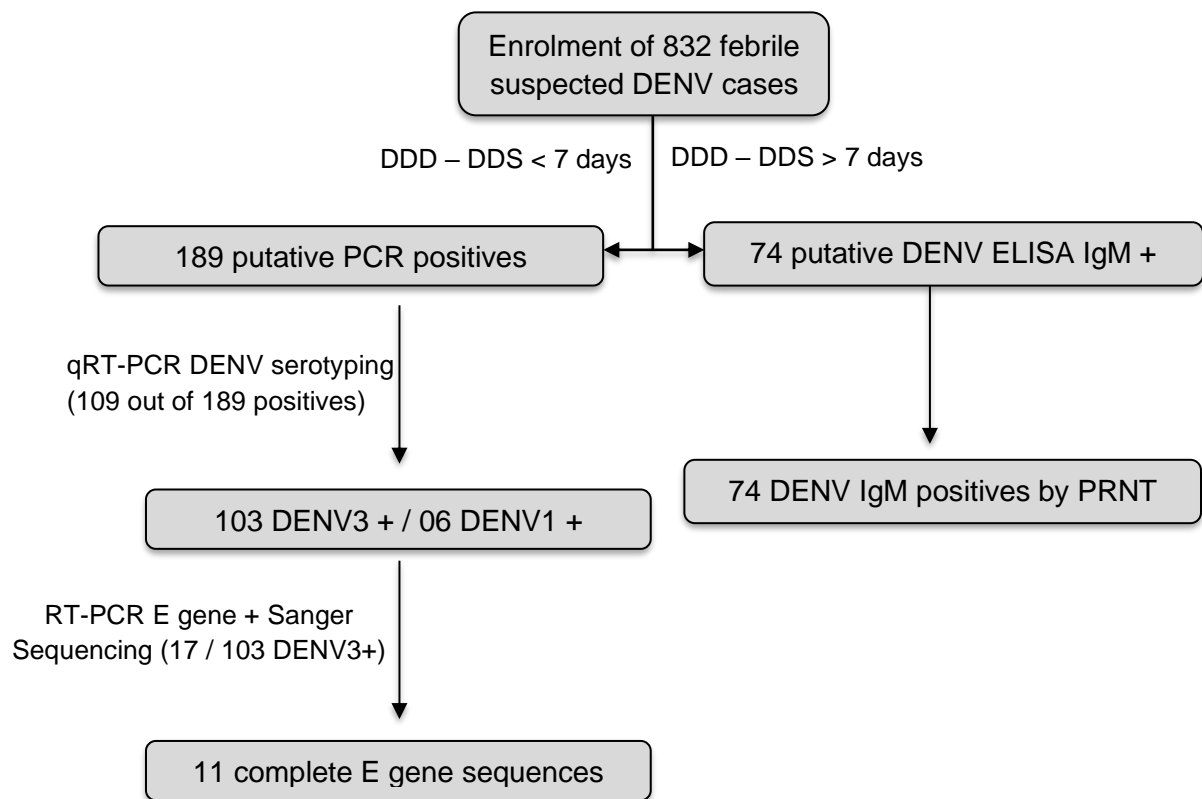 Enrolment of 832 febrile
suspected DENV cases
DDD – DDS < 7 days
DDD – DDS > 7 days
189 putative PCR positives
74 putative DENV ELISA IgM +
qRT-PCR DENV serotyping
(109 out of 189 positives)
74 DENV IgM positives by PRNT
103 DENV3 + / 06 DENV1 +
RT-PCR E gene + Sanger
Sequencing (17 / 103 DENV3+)
11 complete E gene sequences